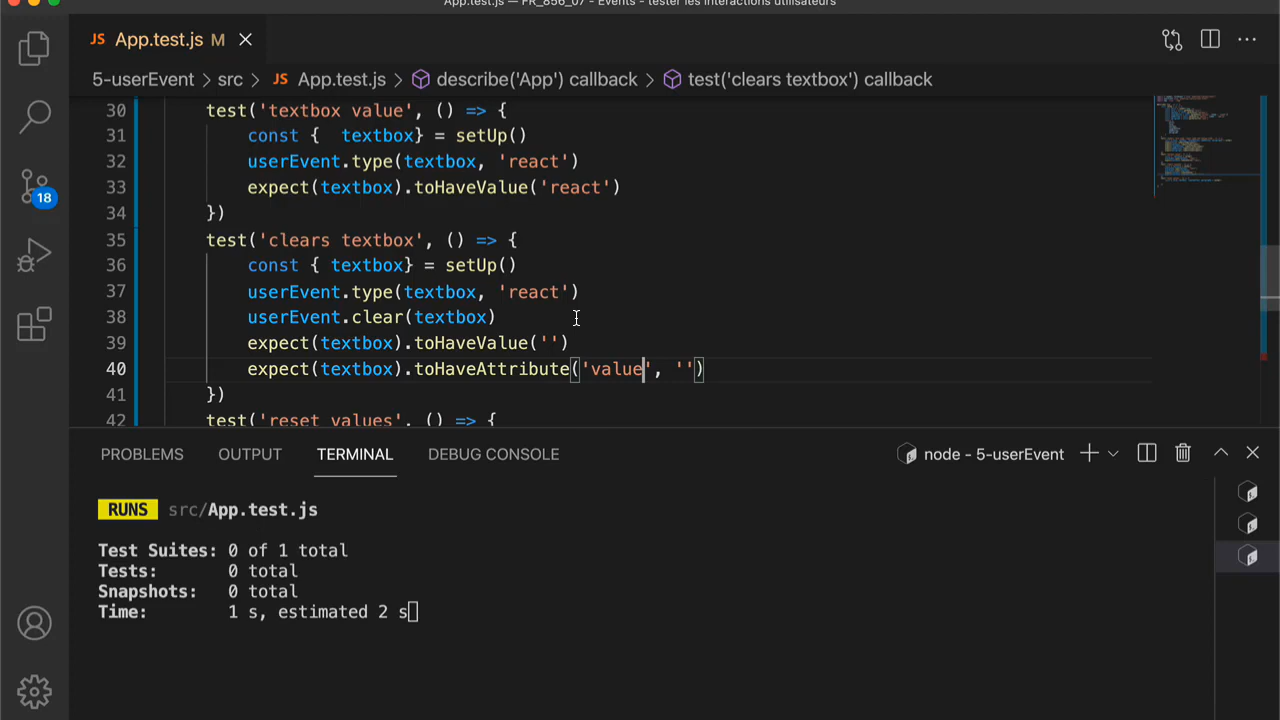 App.test.js — FR_856_07 - Events - tester les interactions utilisateurs
JS App.test.js M
5-userEvent > src > JS App.test.js > describe('App') callback > test('clears textbox') callback
30 test('textbox value', () => {
31 const {  textbox} = setUp()
32 userEvent.type(textbox, 'react')
33 expect(textbox).toHaveValue('react')
34 })
35 test('clears textbox', () => {
36 const { textbox} = setUp()
37 userEvent.type(textbox, 'react')
38 userEvent.clear(textbox)
39 expect(textbox).toHaveValue('')
40 expect(textbox).toHaveAttribute('value', '')
41 })
42 test('reset values', () => {
18
PROBLEMS OUTPUT TERMINAL DEBUG CONSOLE node - 5-userEvent
RUNS src/App.test.js
Test Suites: 0 of 1 total
Tests: 0 total
Snapshots: 0 total
Time: 1 s, estimated 2 s